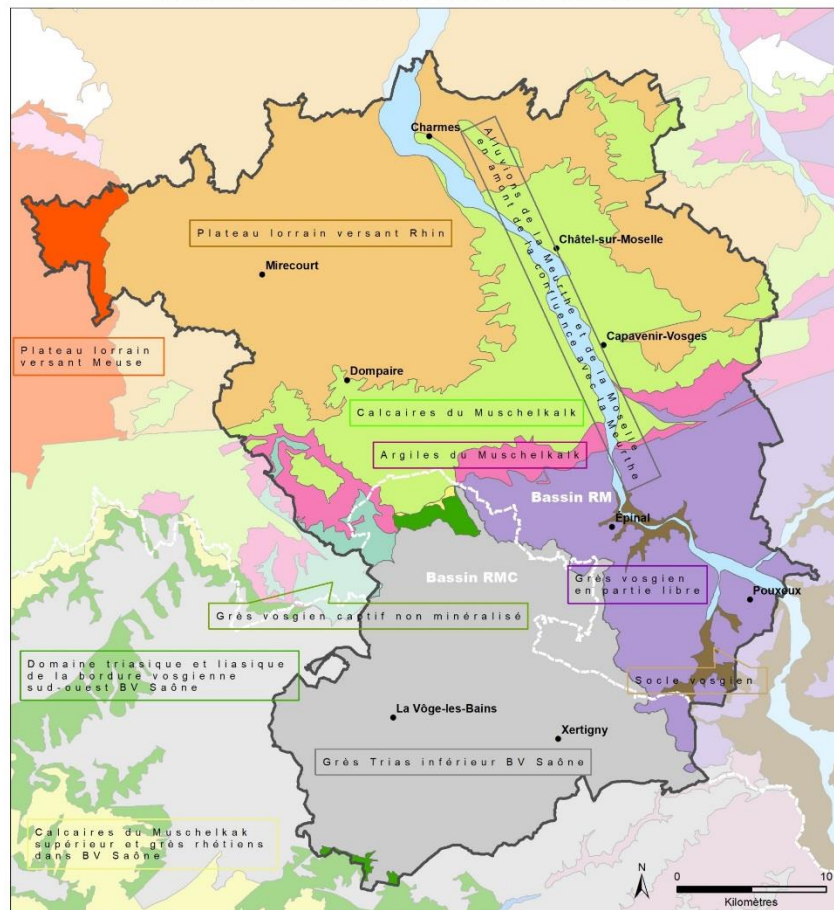 Charmes
Alluvions de la Meurthe et de la Moselle
en amont de la confluence avec la Meurthe
Plateau lorrain versant Rhin
Châtel-sur-Moselle
Mirecourt
Plateau lorrain
versant Meuse
Capavenir-Vosges
Dompaire
Calcaires du Muschelkalk
Argiles du Muschelkalk
Bassin RM
Épinal
Bassin RMC
Grès vosgien
en partie libre
Pouxeux
Grès vosgien captif non minéralisé
Domaine triasique et liasique
de la bordure vosgienne
sud-ouest BV Saône
Socle vosgien
La Vôge-les-Bains
Xertigny
Grès Trias inférieur BV Saône
Calcaires du Muschelkak
supérieur et grès rhétiens
dans BV Saône
N
0 10
Kilomètres